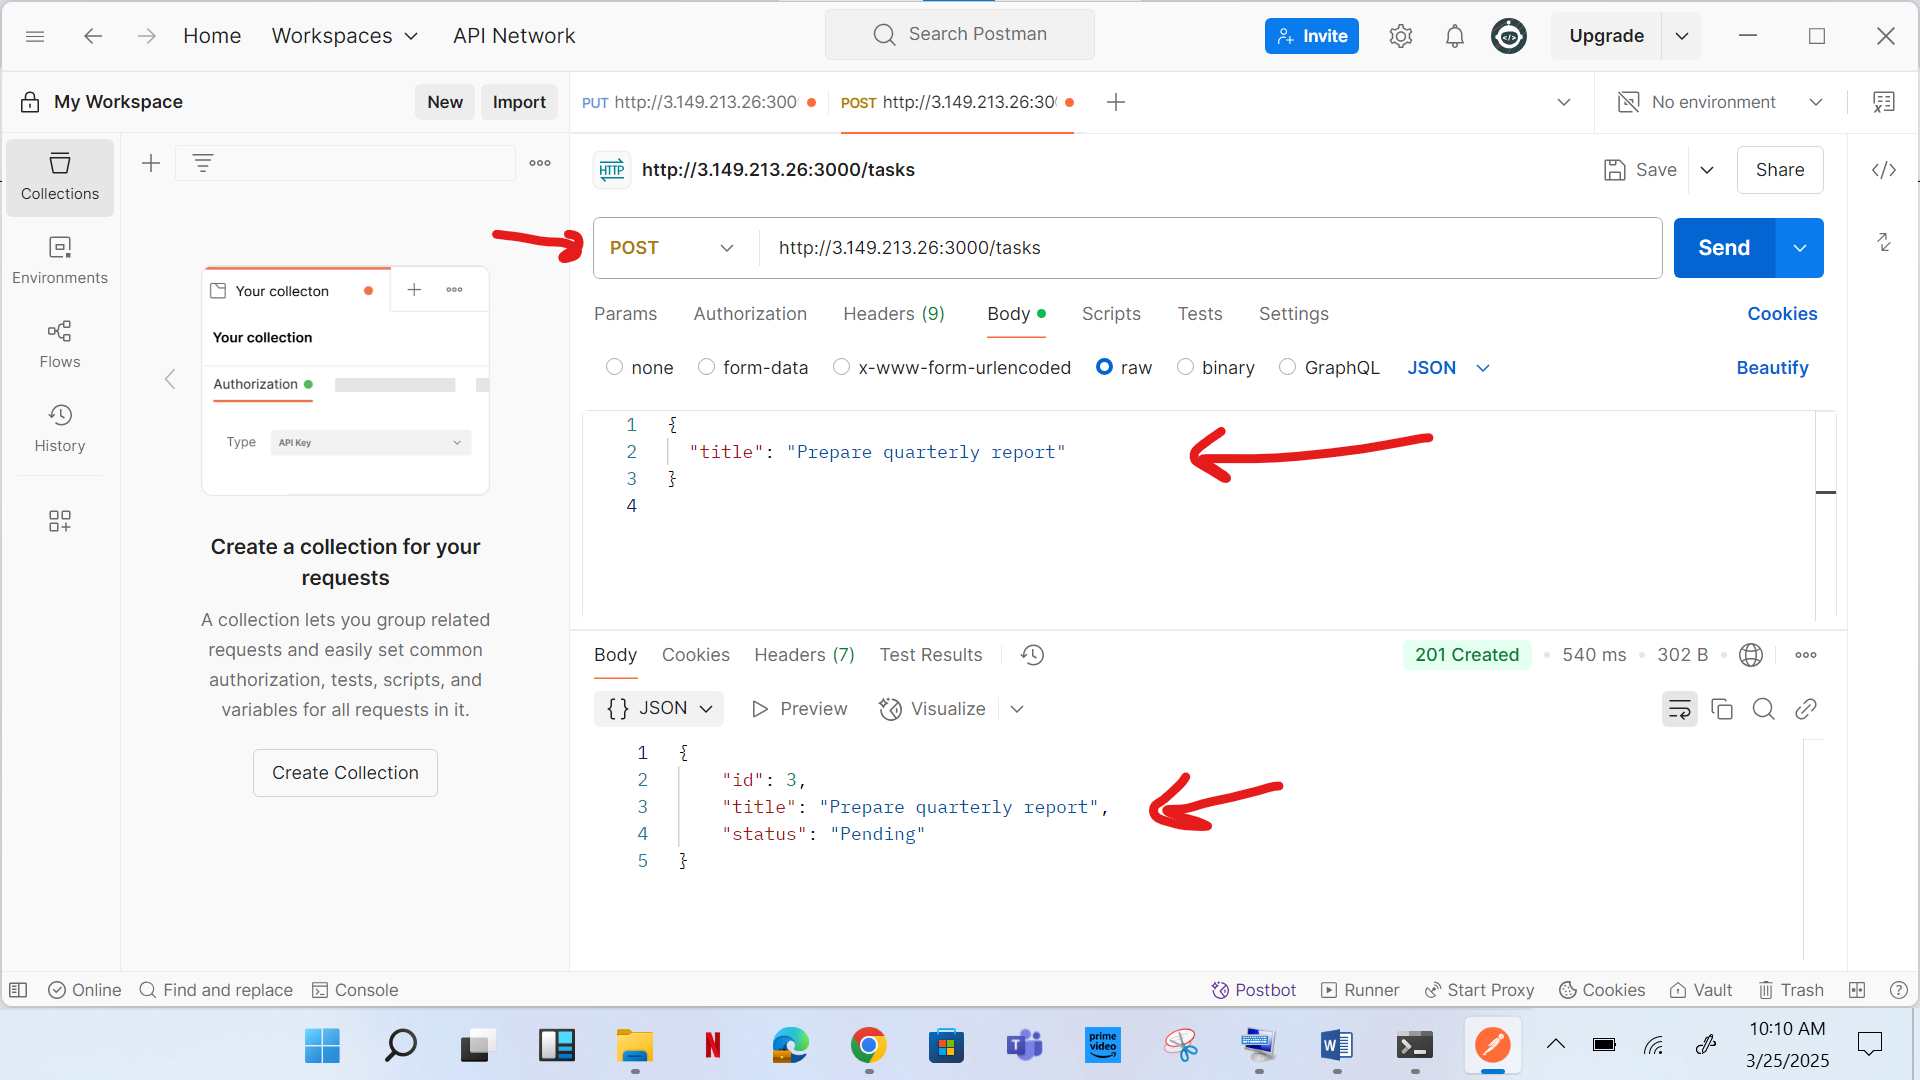 Home
Workspaces
API Network
Search Postman
Invite
Upgrade
My Workspace
New
Import
PUT http://3.149.213.26:300
POST http://3.149.213.26:30
No environment
Collections
Environments
Flows
History
HTTP
http://3.149.213.26:3000/tasks
Save
Share
POST
http://3.149.213.26:3000/tasks
Send
Params
Authorization
Headers (9)
Body
Scripts
Tests
Settings
Cookies
none
form-data
x-www-form-urlencoded
raw
binary
GraphQL
JSON
Beautify
1 {
2 "title": "Prepare quarterly report"
3 }
4
Your collecton
Your collection
Authorization
Type
API Key
Create a collection for your
requests
A collection lets you group related
requests and easily set common
authorization, tests, scripts, and
variables for all requests in it.
Create Collection
Body
Cookies
Headers (7)
Test Results
201 Created
540 ms
302 B
{} JSON
Preview
Visualize
1 {
2 "id": 3,
3 "title": "Prepare quarterly report",
4 "status": "Pending"
5 }
Online
Find and replace
Console
Postbot
Runner
Start Proxy
Cookies
Vault
Trash
N
T
prime
video
W
10:10 AM
3/25/2025